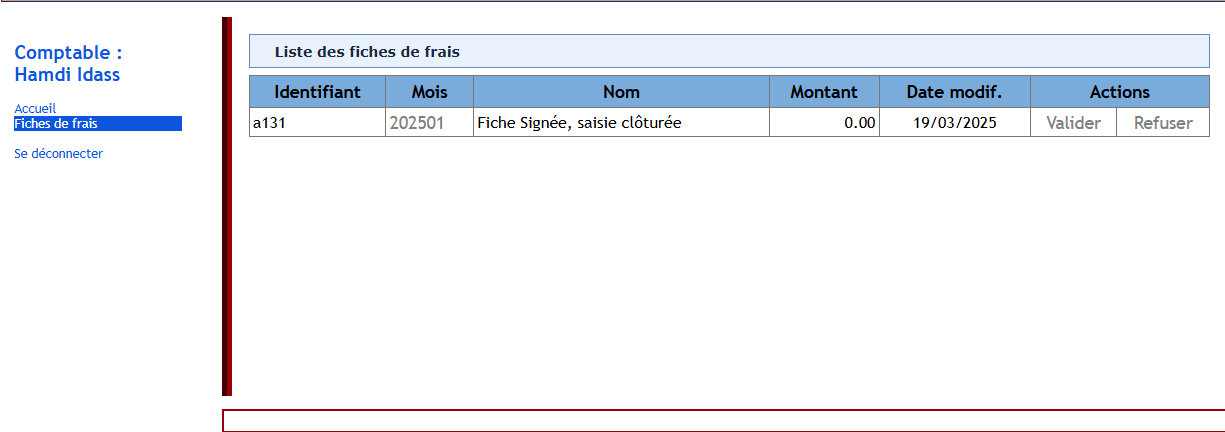 Comptable :
Hamdi Idass
Accueil
Fiches de frais
Se déconnecter
Liste des fiches de frais
Identifiant Mois Nom Montant Date modif. Actions
a131 202501 Fiche Signée, saisie clôturée 0.00 19/03/2025 Valider Refuser